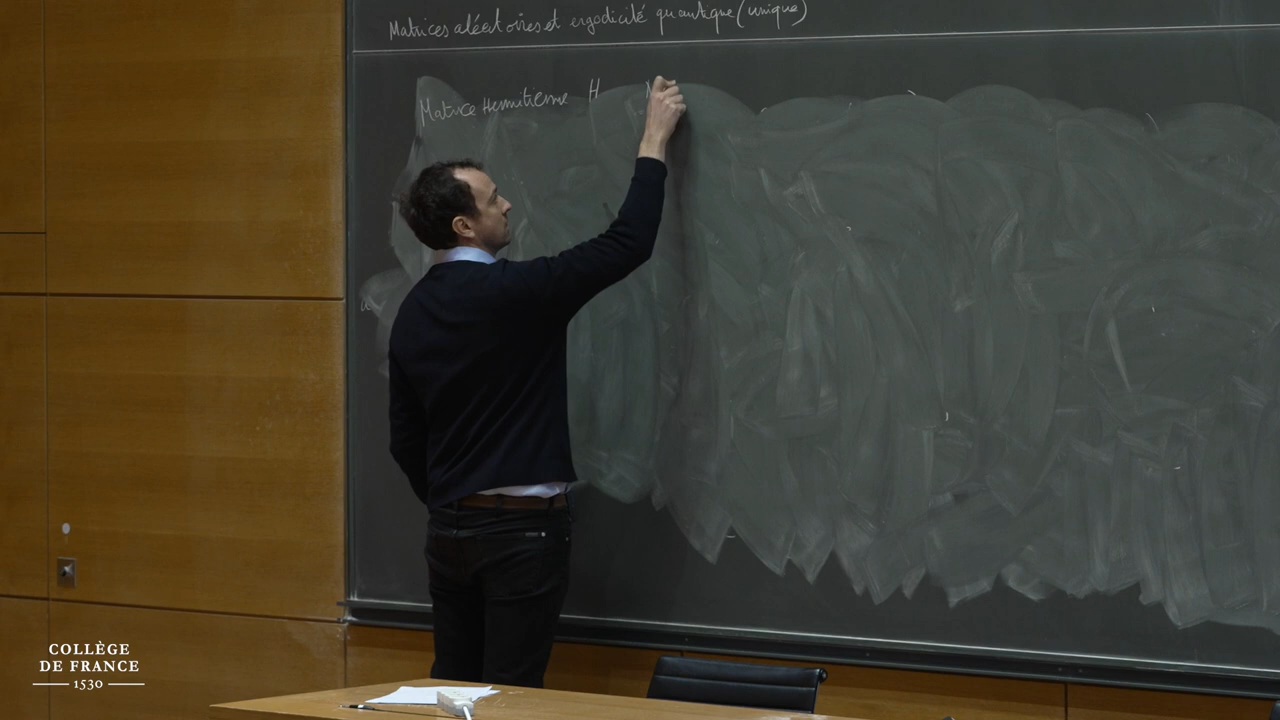 Matrices aléatoires et ergodicité quantique (unique)
Matrice Hermitienne H
COLLÈGE
DE FRANCE
1530